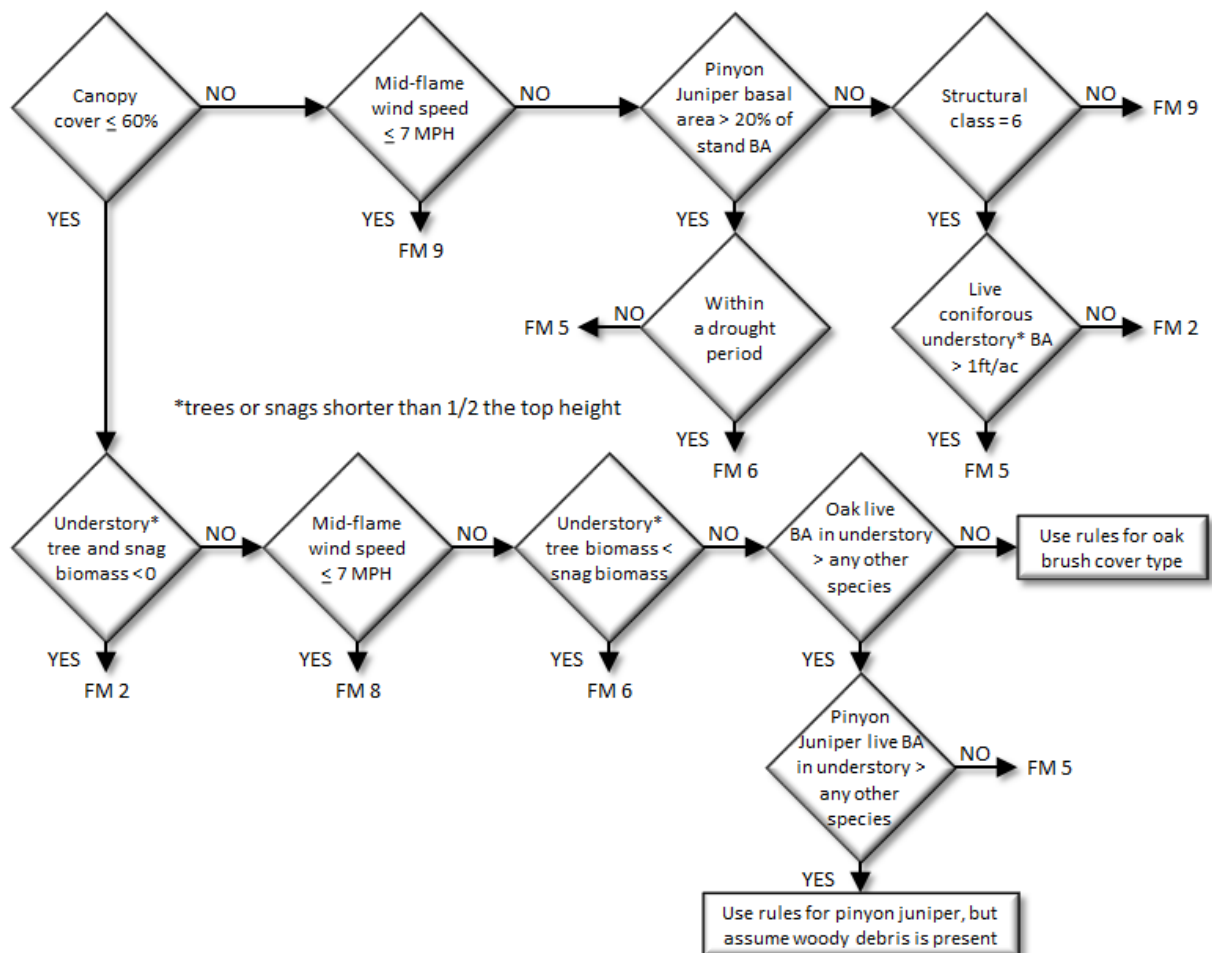 Canopy
cover ≤ 60%
NO
YES
Mid-flame
wind speed
≤ 7 MPH
NO
YES
FM 9
Pinyon
Juniper basal
area > 20% of
stand BA
NO
YES
Structural
class = 6
NO
FM 9
YES
Within
a drought
period
NO
FM 5
YES
FM 6
Live
coniforous
understory* BA
> 1ft/ac
NO
FM 2
YES
FM 5
*trees or snags shorter than 1/2 the top height
Understory*
tree and snag
biomass < 0
NO
YES
FM 2
Mid-flame
wind speed
≤ 7 MPH
NO
YES
FM 8
Understory*
tree biomass <
snag biomass
NO
YES
FM 6
Oak live
BA in understory
> any other
species
NO
Use rules for oak
brush cover type
YES
Pinyon
Juniper live BA
in understory >
any other
species
NO
FM 5
YES
Use rules for pinyon juniper, but
assume woody debris is present